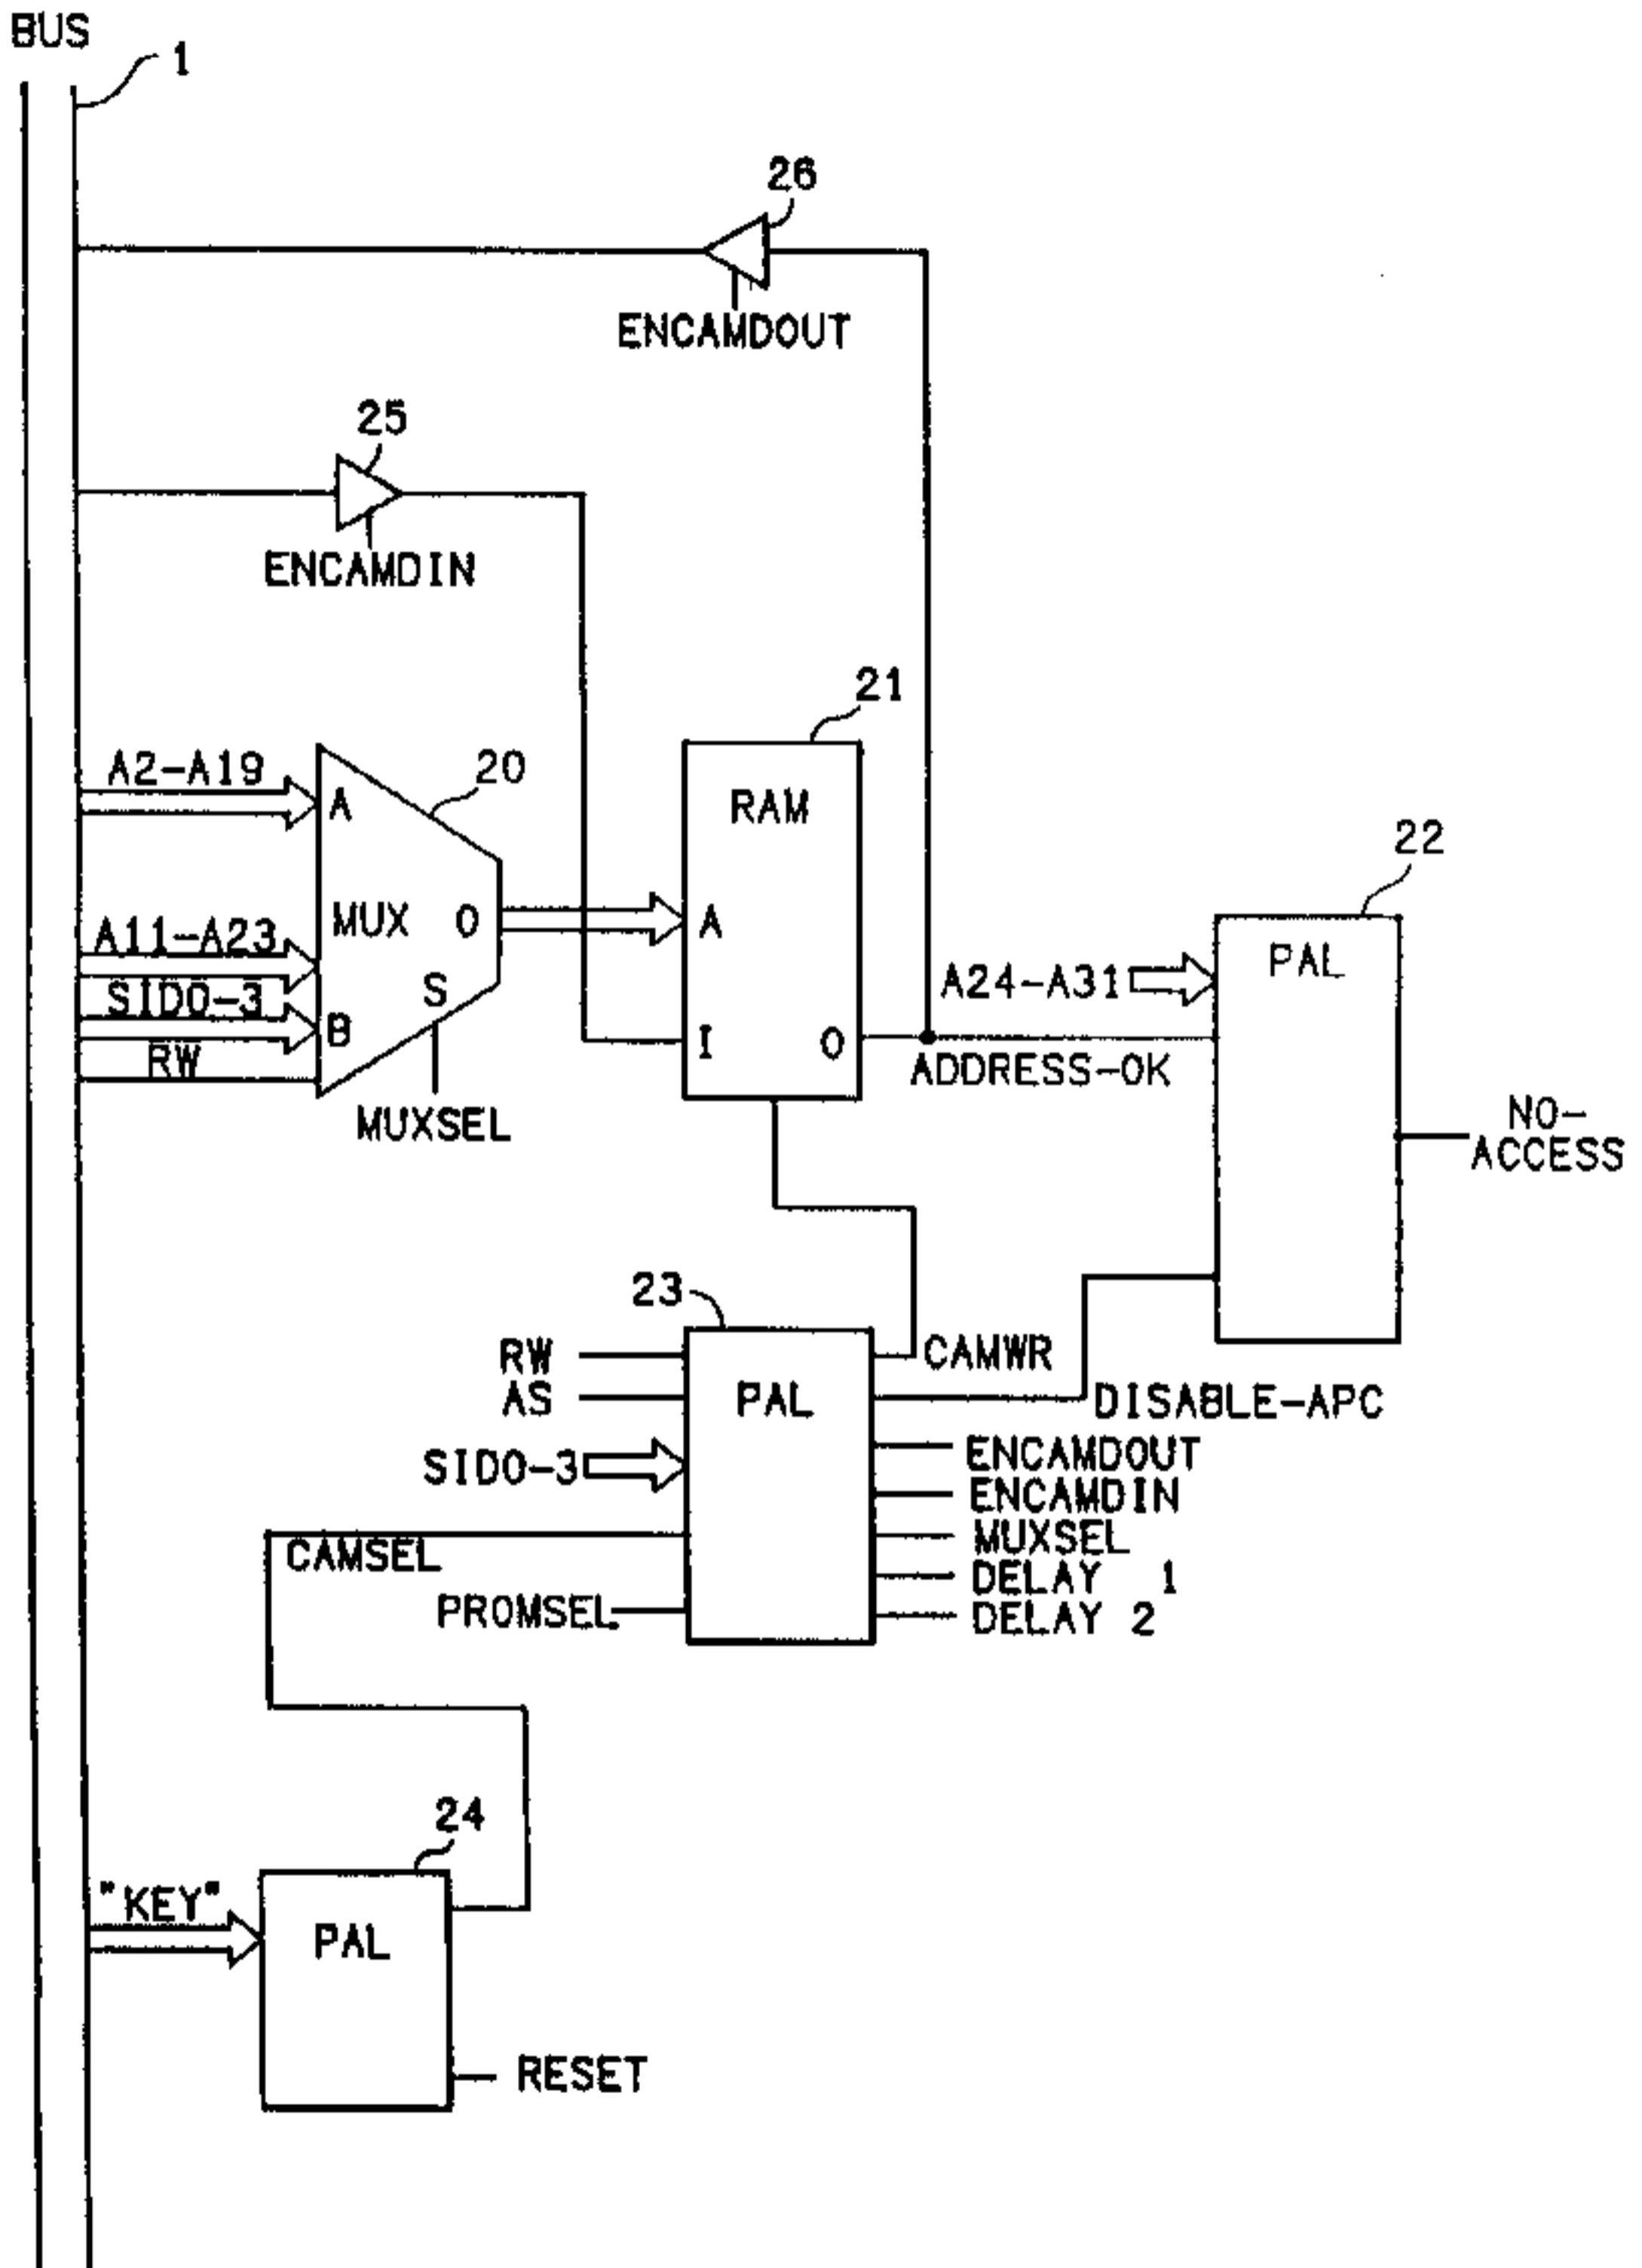 BUS
1
26
ENCAMDOUT
25
ENCAMDIN
21
A2-A19
20
A
RAM
22
A11-A23
MUX
O
A
PAL
SID0-3
S
A24-A31
B
I
O
RW
ADDRESS-OK
MUXSEL
NO-
ACCESS
23
RW
CAMWR
AS
PAL
DISABLE-APC
SID0-3
ENCAMDOUT
ENCAMDIN
CAMSEL
MUXSEL
DELAY 1
PROMSEL
DELAY 2
24
"KEY"
PAL
RESET